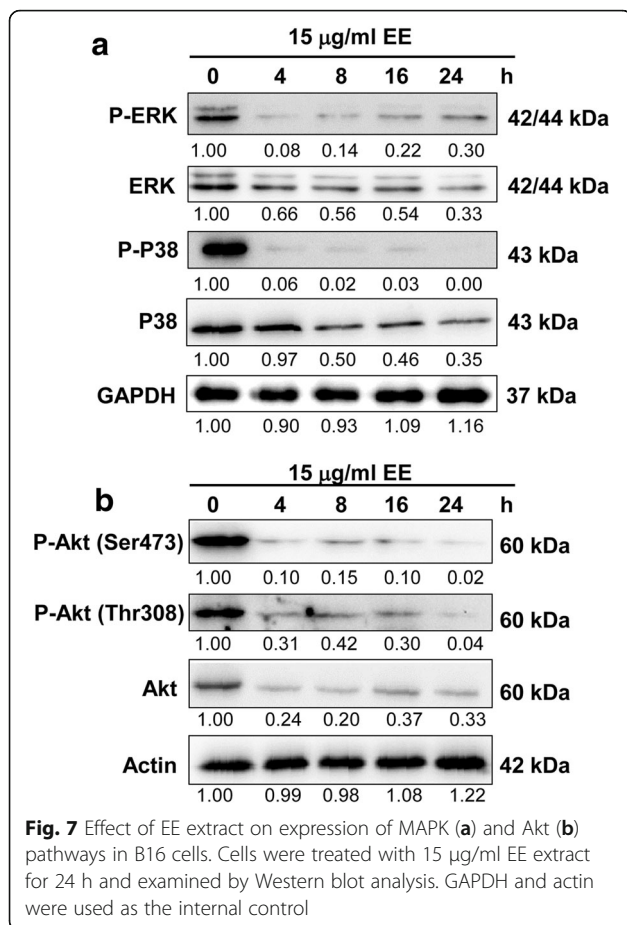 a
15 µg/ml EE
0 4 8 16 24 h
P-ERK 42/44 kDa
1.00 0.08 0.14 0.22 0.30
ERK 42/44 kDa
1.00 0.66 0.56 0.54 0.33
P-P38 43 kDa
1.00 0.06 0.02 0.03 0.00
P38 43 kDa
1.00 0.97 0.50 0.46 0.35
GAPDH 37 kDa
1.00 0.90 0.93 1.09 1.16
15 µg/ml EE
b 0 4 8 16 24 h
P-Akt (Ser473) 60 kDa
1.00 0.10 0.15 0.10 0.02
P-Akt (Thr308) 60 kDa
1.00 0.31 0.42 0.30 0.04
Akt 60 kDa
1.00 0.24 0.20 0.37 0.33
Actin 42 kDa
1.00 0.99 0.98 1.08 1.22
Fig. 7 Effect of EE extract on expression of MAPK (a) and Akt (b)
pathways in B16 cells. Cells were treated with 15 µg/ml EE extract
for 24 h and examined by Western blot analysis. GAPDH and actin
were used as the internal control